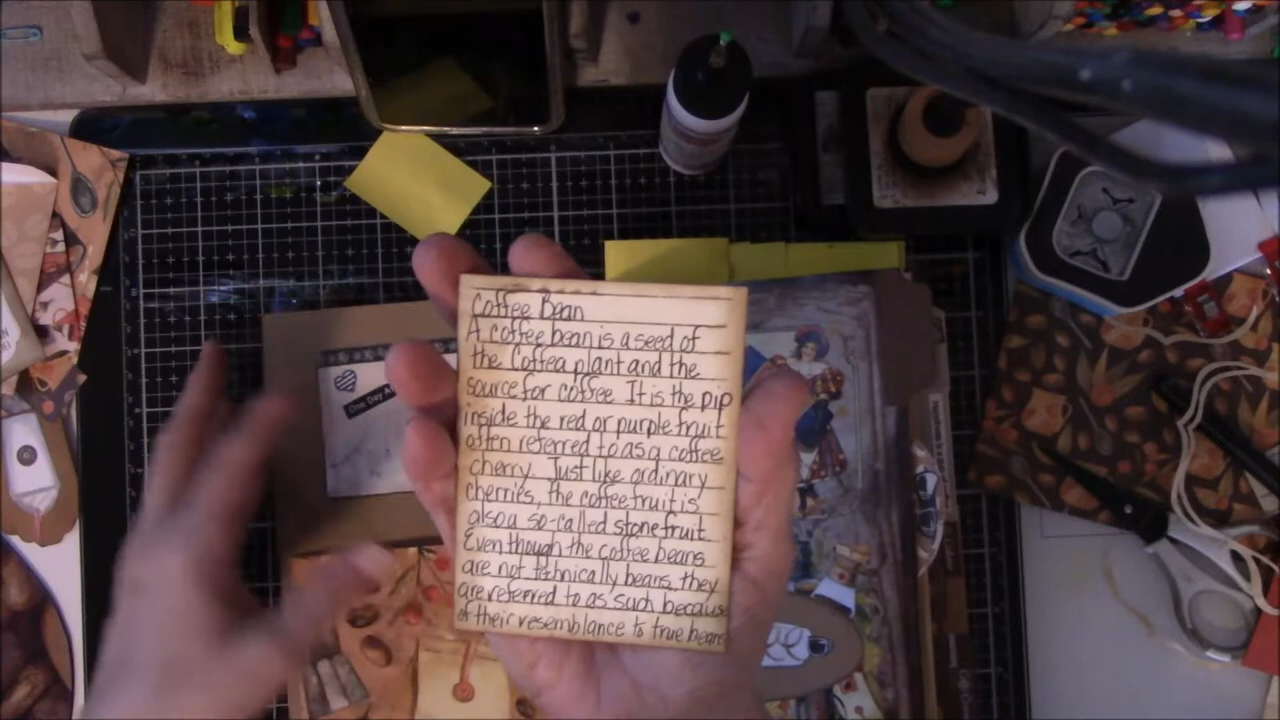 Coffee Bean
A coffee bean is a seed of
the Coffea plant and the
source for coffee. It is the pip
inside the red or purple fruit
often referred to as a coffee
cherry. Just like ordinary
cherries, the coffee fruit is
also a so-called stone fruit
Even though the coffee beans
are not technically beans, they
are referred to as such because
of their resemblance to true beans
One Day A